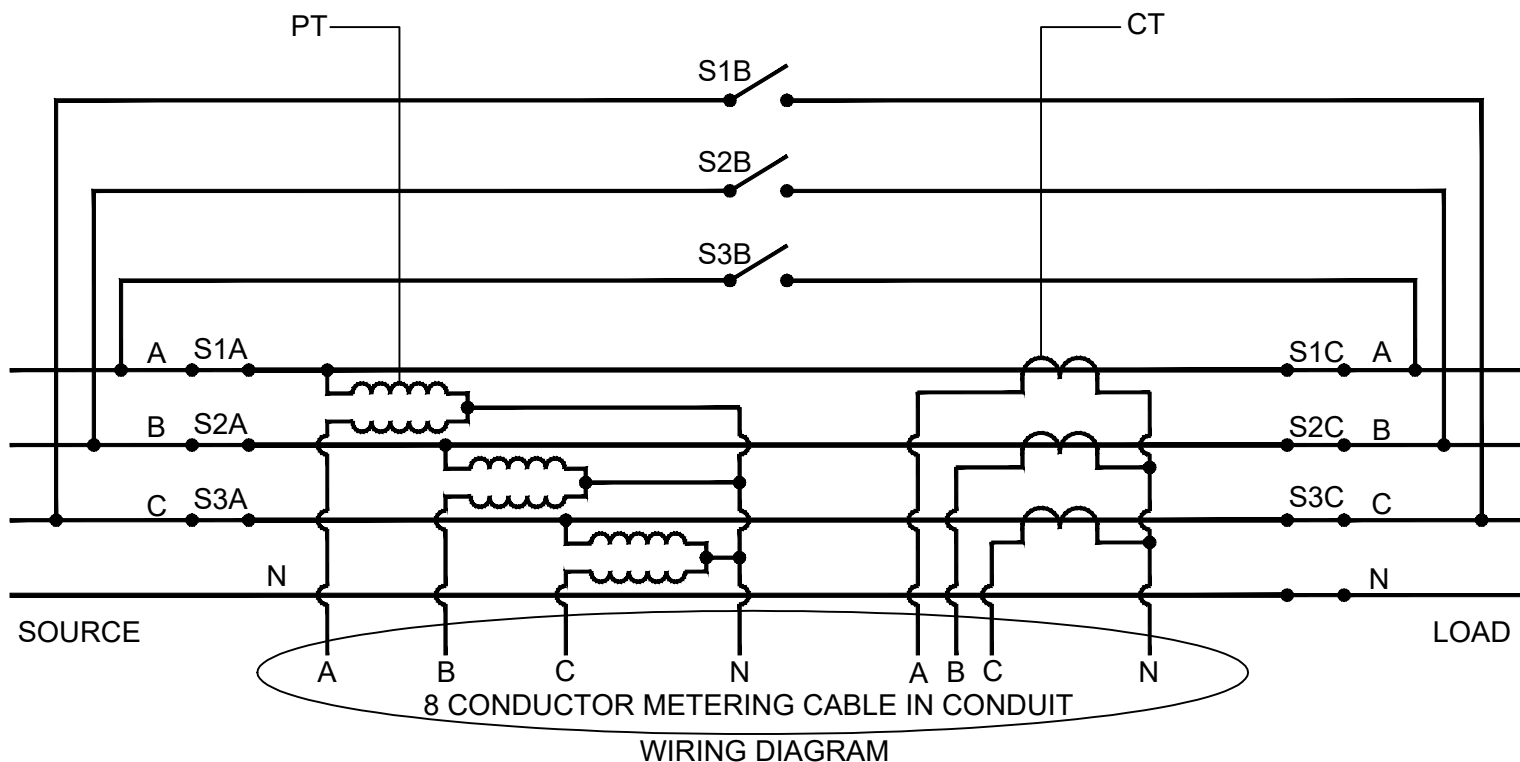 PT
CT
S1B
S2B
S3B
A S1A S1C A
B S2A S2C B
C S3A S3C C
N N
SOURCE LOAD
A B C N A B C N
8 CONDUCTOR METERING CABLE IN CONDUIT
WIRING DIAGRAM